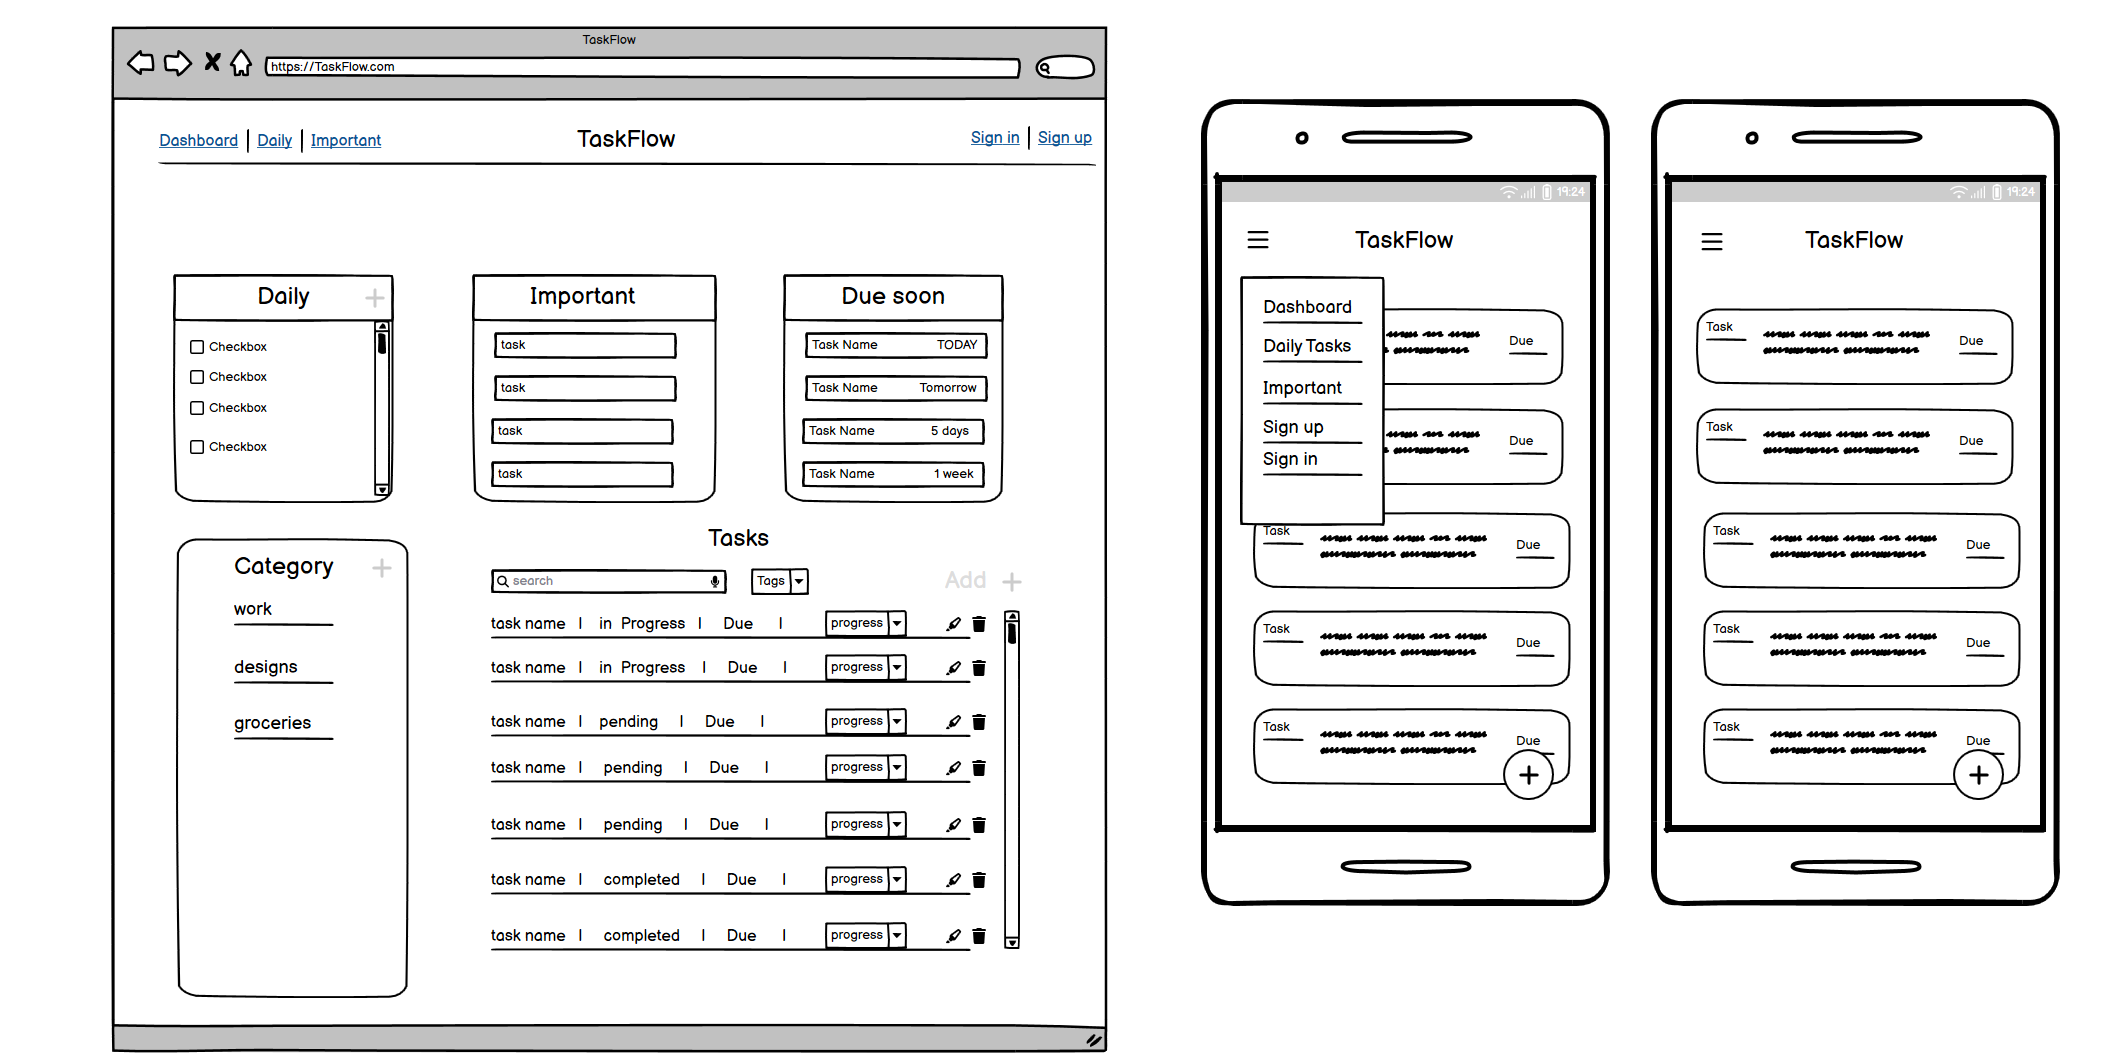 TaskFlow
https://TaskFlow.com
Dashboard | Daily | Important
TaskFlow
Sign in | Sign up
Daily +
Checkbox
Checkbox
Checkbox
Checkbox
Important
task
task
task
task
Due soon
Task Name TODAY
Task Name Tomorrow
Task Name 5 days
Task Name 1 week
Category +
work
designs
groceries
Tasks
search
Tags
Add +
task name | in Progress | Due | progress
task name | in Progress | Due | progress
task name | pending | Due | progress
task name | pending | Due | progress
task name | pending | Due | progress
task name | completed | Due | progress
task name | completed | Due | progress
19:24
TaskFlow
Dashboard
Daily Tasks
Important
Sign up
Sign in
Due
Due
Task Due
Task Due
Task Due
+
19:24
TaskFlow
Task Due
Task Due
Task Due
Task Due
Task Due
+